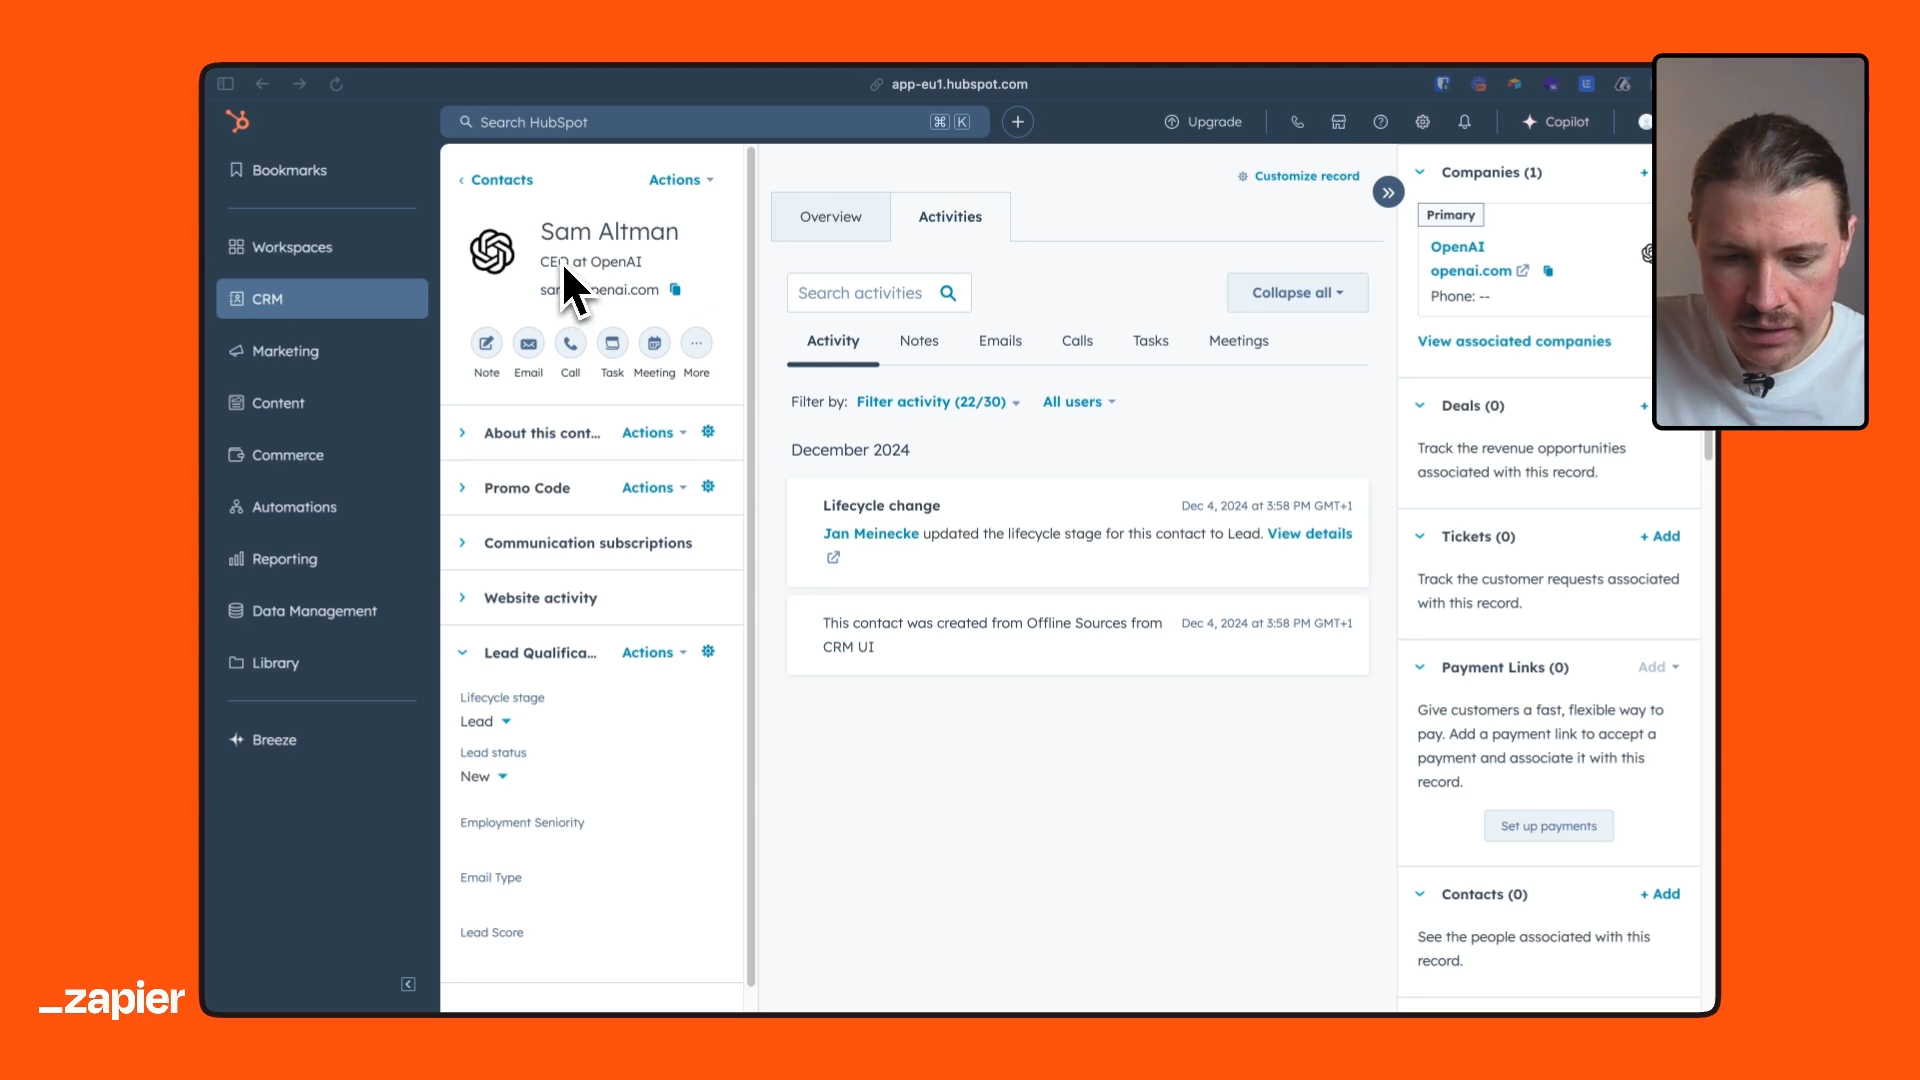 app-eu1.hubspot.com
Search HubSpot
⌘ K
Upgrade
Copilot
Bookmarks
Workspaces
CRM
Marketing
Content
Commerce
Automations
Reporting
Data Management
Library
Breeze
Contacts
Actions
Sam Altman
CEO at OpenAI
openai.com
Note
Email
Call
Task
Meeting
More
About this cont...
Actions
Promo Code
Actions
Communication subscriptions
Website activity
Lead Qualifica...
Actions
Lifecycle stage
Lead
Lead status
New
Employment Seniority
Email Type
Lead Score
Customize record
Overview
Activities
Search activities
Collapse all
Activity
Notes
Emails
Calls
Tasks
Meetings
Filter by: Filter activity (22/30)
All users
December 2024
Lifecycle change
Dec 4, 2024 at 3:58 PM GMT+1
Jan Meinecke updated the lifecycle stage for this contact to Lead. View details
This contact was created from Offline Sources from
CRM UI
Dec 4, 2024 at 3:58 PM GMT+1
Companies (1)
+
Primary
OpenAI
openai.com
Phone: --
View associated companies
Deals (0)
+
Track the revenue opportunities
associated with this record.
Tickets (0)
+ Add
Track the customer requests associated
with this record.
Payment Links (0)
Add
Give customers a fast, flexible way to
pay. Add a payment link to accept a
payment and associate it with this
record.
Set up payments
Contacts (0)
+ Add
See the people associated with this
record.
_zapier